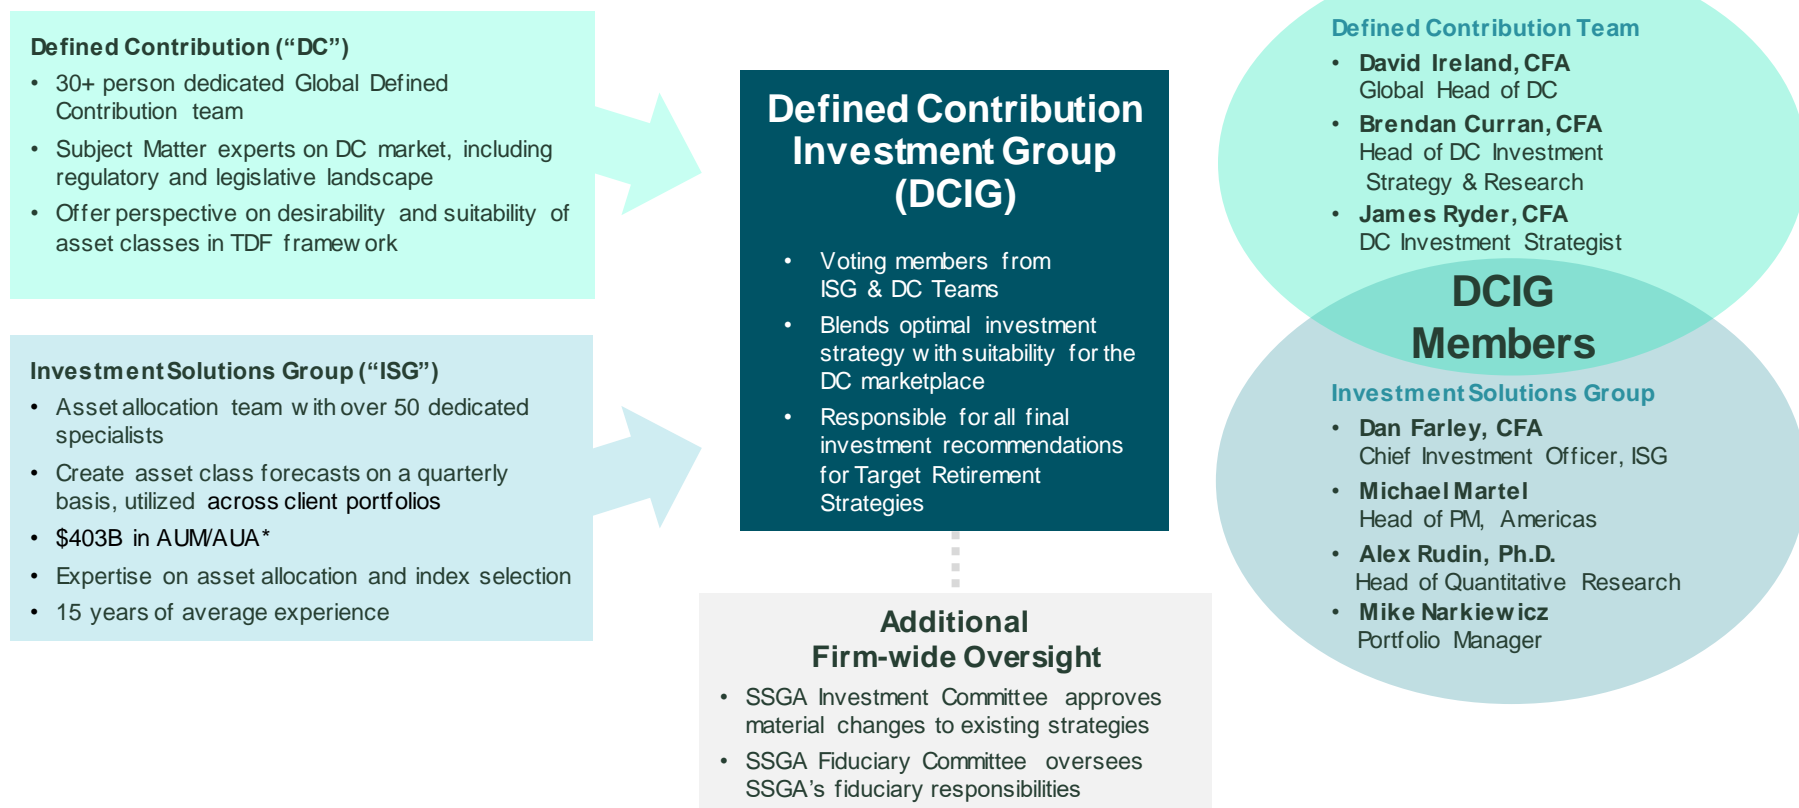 Defined Contribution (“DC”)
• 30+ person dedicated Global Defined
Contribution team
• Subject Matter experts on DC market, including
regulatory and legislative landscape
• Offer perspective on desirability and suitability of
asset classes in TDF framework
Investment Solutions Group (“ISG”)
• Asset allocation team with over 50 dedicated
specialists
• Create asset class forecasts on a quarterly
basis, utilized across client portfolios
• $403B in AUM/AUA*
• Expertise on asset allocation and index selection
• 15 years of average experience
Defined Contribution
Investment Group
(DCIG)
• Voting members from
ISG & DC Teams
• Blends optimal investment
strategy with suitability for the
DC marketplace
• Responsible for all final
investment recommendations
for Target Retirement
Strategies
Additional
Firm-wide Oversight
• SSGA Investment Committee approves
material changes to existing strategies
• SSGA Fiduciary Committee oversees
SSGA’s fiduciary responsibilities
Defined Contribution Team
• David Ireland, CFA
Global Head of DC
• Brendan Curran, CFA
Head of DC Investment
Strategy & Research
• James Ryder, CFA
DC Investment Strategist
DCIG
Members
Investment Solutions Group
• Dan Farley, CFA
Chief Investment Officer, ISG
• Michael Martel
Head of PM, Americas
• Alex Rudin, Ph.D.
Head of Quantitative Research
• Mike Narkiewicz
Portfolio Manager